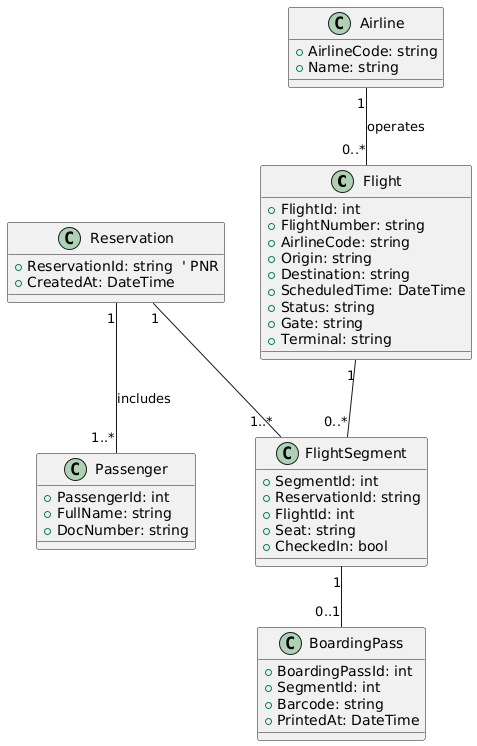 C Airline
AirlineCode: string
Name: string
1
operates
0..*
C Flight
FlightId: int
FlightNumber: string
AirlineCode: string
Origin: string
Destination: string
ScheduledTime: DateTime
Status: string
Gate: string
Terminal: string
C Reservation
ReservationId: string  ' PNR
CreatedAt: DateTime
1
1
1
includes
1..*
1..*
0..*
C Passenger
PassengerId: int
FullName: string
DocNumber: string
C FlightSegment
SegmentId: int
ReservationId: string
FlightId: int
Seat: string
CheckedIn: bool
1
0..1
C BoardingPass
BoardingPassId: int
SegmentId: int
Barcode: string
PrintedAt: DateTime